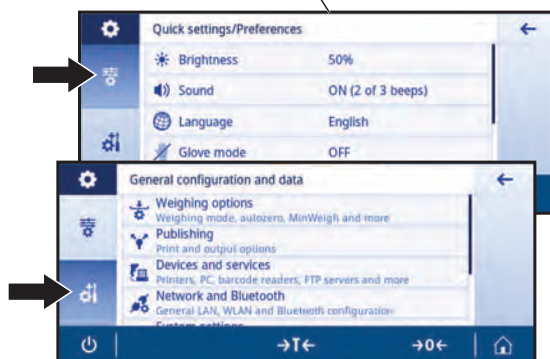 Quick settings/Preferences
Brightness 50%
Sound ON (2 of 3 beeps)
Language English
Glove mode OFF
General configuration and data
Weighing options
Weighing mode, autozero, MinWeigh and more
Publishing
Print and output options
Devices and services
Printers, PC, barcode readers, FTP servers and more
Network and Bluetooth
General LAN, WLAN and Bluetooth configuration
System settings
→T←
→0←